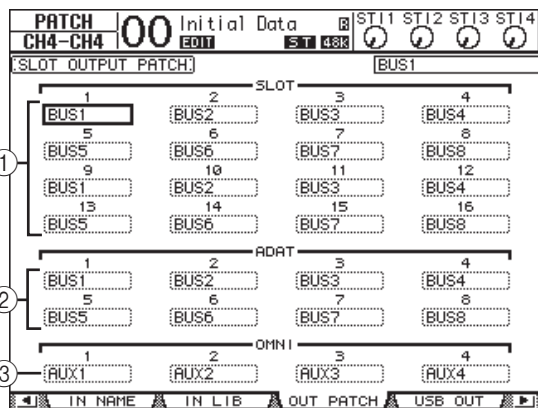 PATCH
CH4-CH4
00 Initial Data
EDIT
ST 48k
STI1 STI2 STI3 STI4
SLOT OUTPUT PATCH
BUS1
SLOT
1 2 3 4
BUS1 BUS2 BUS3 BUS4
5 6 7 8
BUS5 BUS6 BUS7 BUS8
1
9 10 11 12
BUS1 BUS2 BUS3 BUS4
13 14 15 16
BUS5 BUS6 BUS7 BUS8
ADAT
1 2 3 4
BUS1 BUS2 BUS3 BUS4
2
5 6 7 8
BUS5 BUS6 BUS7 BUS8
OMNI
1 2 3 4
3
AUX1 AUX2 AUX3 AUX4
IN NAME IN LIB OUT PATCH USB OUT